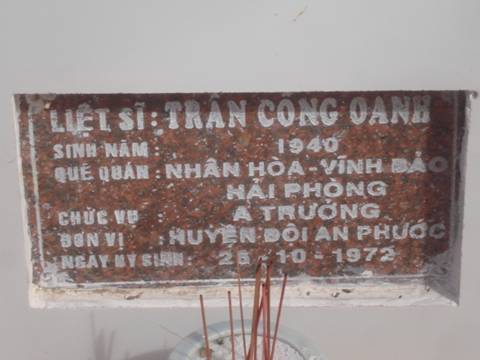 LIỆT SĨ : TRẦN CÔNG OANH
SINH NĂM : 1940
QUÊ QUÁN : NHÂN HÒA - VĨNH BẢO
HẢI PHÒNG
CHỨC VỤ : A TRƯỞNG
ĐƠN VỊ : HUYỆN ĐỘI AN PHƯỚC
NGÀY HY SINH : 25 - 10 - 1972